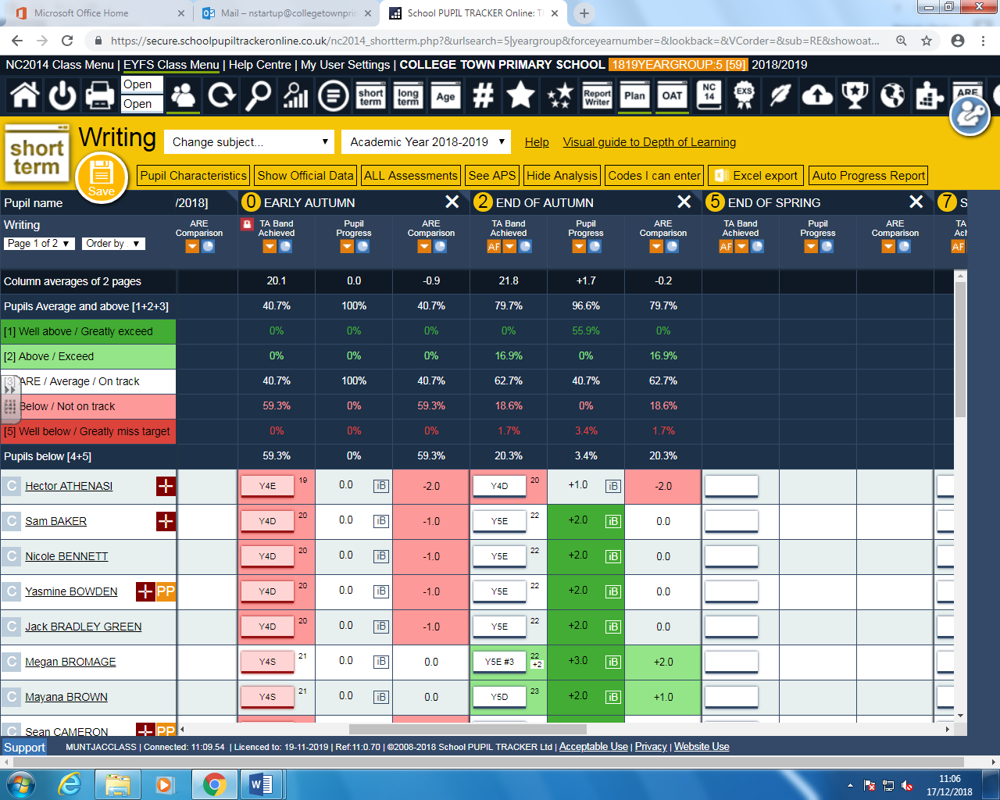 Microsoft Office Home
Mail – nstartup@collegetownprim
School PUPIL TRACKER Online: Th
https://secure.schoolpupiltrackeronline.co.uk/nc2014_shortterm.php?&urlsearch=5|yeargroup&forceyearnumber=&lookback=&VCorder=&sub=RE&showoat...
NC2014 Class Menu | EYFS Class Menu | Help Centre | My User Settings | COLLEGE TOWN PRIMARY SCHOOL 1819YEARGROUP:5 [59] 2018/2019
Open
Open
short term
long term
Age
#
Report Writer
Plan
OAT
NC 14
EXS
ARE
short term
Writing
Change subject...
Academic Year 2018-2019
Help
Visual guide to Depth of Learning
Save
Pupil Characteristics
Show Official Data
ALL Assessments
See APS
Hide Analysis
Codes I can enter
Excel export
Auto Progress Report
Pupil name /2018] 0 EARLY AUTUMN 2 END OF AUTUMN 5 END OF SPRING 7 S
Writing
Page 1 of 2
Order by
ARE Comparison
TA Band Achieved
Pupil Progress
ARE Comparison
TA Band Achieved
AF
Pupil Progress
ARE Comparison
TA Band Achieved
AF
Pupil Progress
ARE Comparison
TA
AF
Column averages of 2 pages 20.1 0.0 -0.9 21.8 +1.7 -0.2
Pupils Average and above [1+2+3] 40.7% 100% 40.7% 79.7% 96.6% 79.7%
[1] Well above / Greatly exceed 0% 0% 0% 0% 55.9% 0%
[2] Above / Exceed 0% 0% 0% 16.9% 0% 16.9%
[3] ARE / Average / On track 40.7% 100% 40.7% 62.7% 40.7% 62.7%
Below / Not on track 59.3% 0% 59.3% 18.6% 0% 18.6%
[5] Well below / Greatly miss target 0% 0% 0% 1.7% 3.4% 1.7%
Pupils below [4+5] 59.3% 0% 59.3% 20.3% 3.4% 20.3%
C Hector ATHENASI Y4E 19 0.0 iB -2.0 Y4D 20 +1.0 iB -2.0
C Sam BAKER Y4D 20 0.0 iB -1.0 Y5E 22 +2.0 iB 0.0
C Nicole BENNETT Y4D 20 0.0 iB -1.0 Y5E 22 +2.0 iB 0.0
C Yasmine BOWDEN PP Y4D 20 0.0 iB -1.0 Y5E 22 +2.0 iB 0.0
C Jack BRADLEY GREEN Y4D 20 0.0 iB -1.0 Y5E 22 +2.0 iB 0.0
C Megan BROMAGE Y4S 21 0.0 iB 0.0 Y5E #3 22 +2 +3.0 iB +2.0
C Mayana BROWN Y4S 21 0.0 iB 0.0 Y5D 23 +2.0 iB +1.0
C Sean CAMERON PP
Support MUNTJACCLASS | Connected: 11:09.54 | Licenced to: 19-11-2019 | Ref:11:0.70 | ©2008-2018 School PUPIL TRACKER Ltd | Acceptable Use | Privacy | Website Use
11:06
17/12/2018